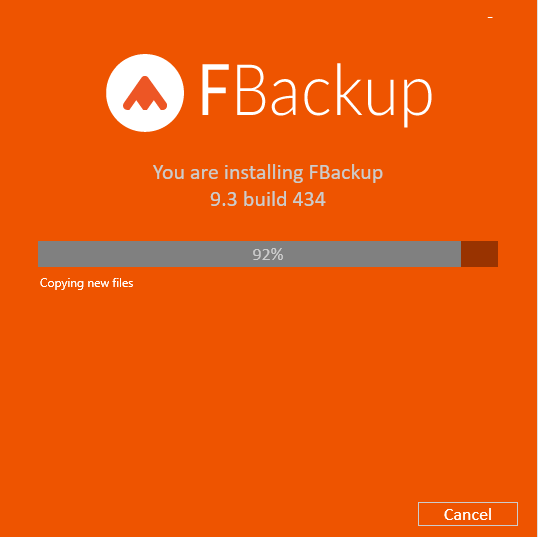 FBackup
You are installing FBackup
9.3 build 434
92%
Copying new files
Cancel